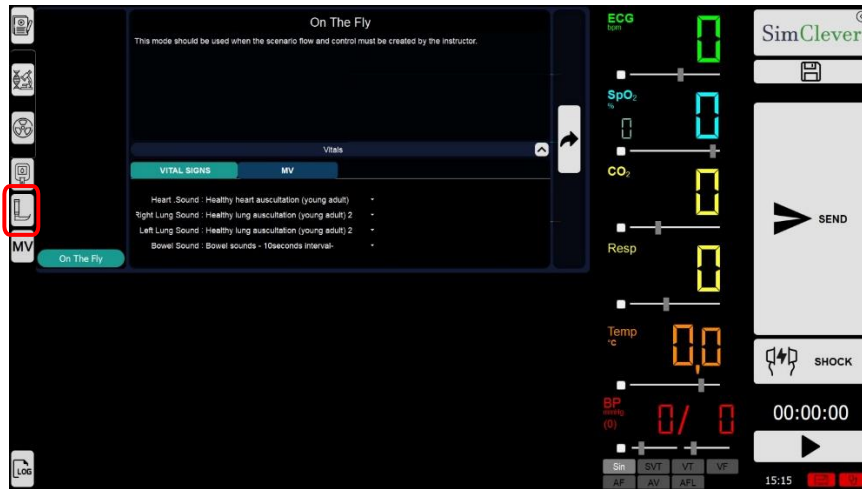 On The Fly
This mode should be used when the scenario flow and control must be created by the instructor.
Vitals
VITAL SIGNS MV
Heart .Sound : Healthy heart auscultation (young adult)
Right Lung Sound : Healthy lung auscultation (young adult) 2
Left Lung Sound : Healthy lung auscultation (young adult) 2
Bowel Sound : Bowel sounds - 10seconds interval-
MV
On The Fly
LOG
ECG
bpm
0
SpO2
%
0
0
CO2
0
Resp
0
Temp
°C
0,0
BP
mmHg
(0)
0/ 0
Sin SVT VT VF
AF AV AFL
SimClever
SEND
SHOCK
00:00:00
15:15